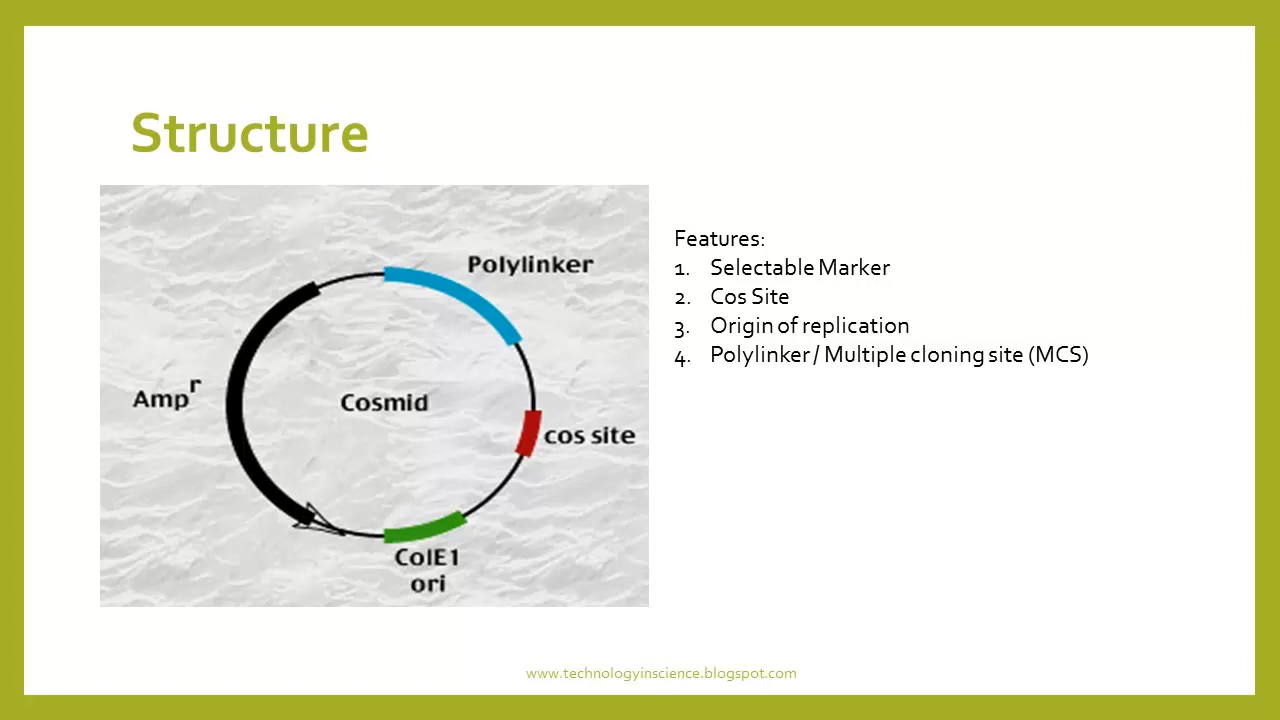 Structure
Polylinker
Amp r
Cosmid
cos site
ColE1
ori
Features:
1. Selectable Marker
2. Cos Site
3. Origin of replication
4. Polylinker / Multiple cloning site (MCS)
www.technologyinscience.blogspot.com